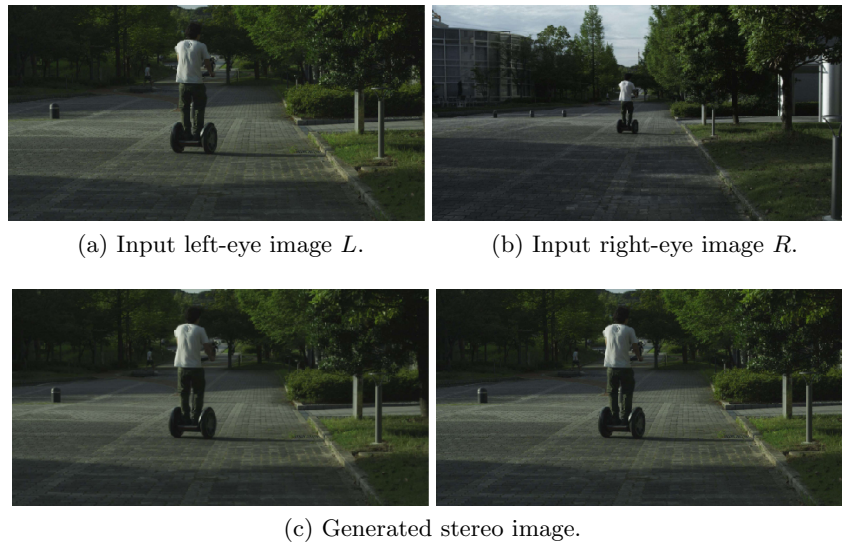 (a) Input left-eye image L.
(b) Input right-eye image R.
(c) Generated stereo image.